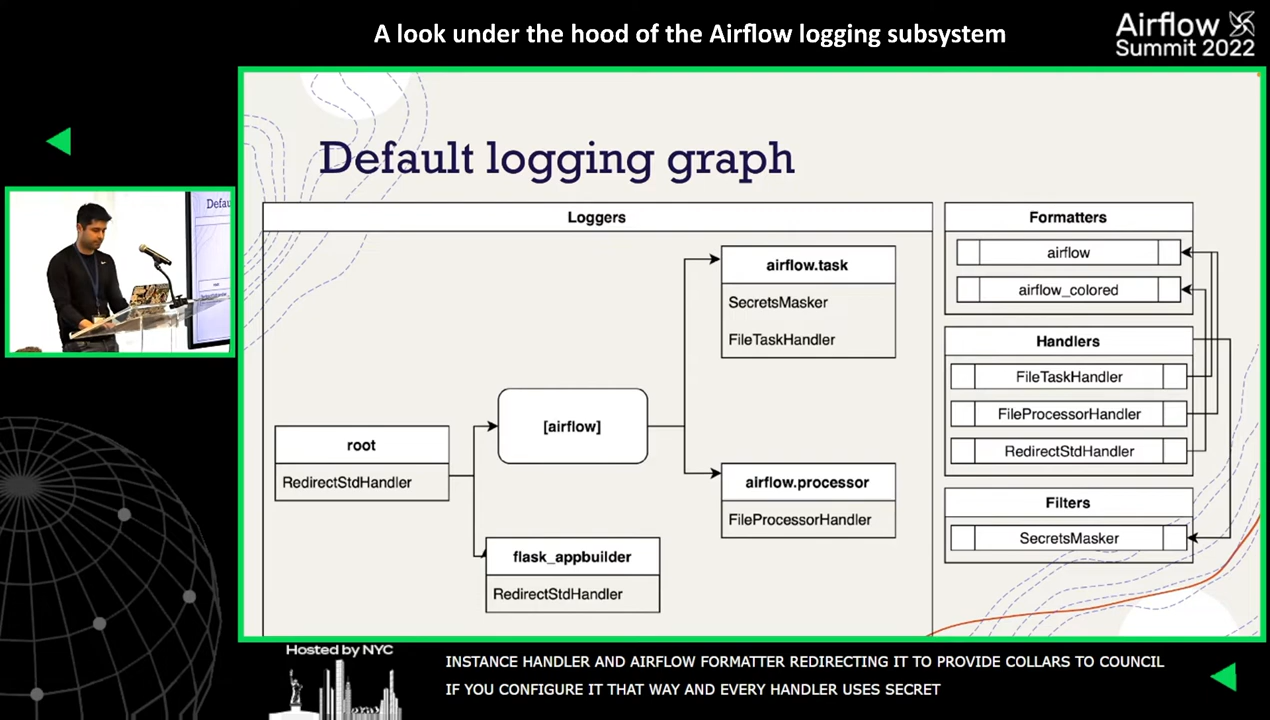 A look under the hood of the Airflow logging subsystem
Airflow
Summit 2022
Default logging graph
Loggers
airflow.task
SecretsMasker
FileTaskHandler
[airflow]
root
RedirectStdHandler
airflow.processor
FileProcessorHandler
flask_appbuilder
RedirectStdHandler
Formatters
airflow
airflow_colored
Handlers
FileTaskHandler
FileProcessorHandler
RedirectStdHandler
Filters
SecretsMasker
Hosted by NYC
INSTANCE HANDLER AND AIRFLOW FORMATTER REDIRECTING IT TO PROVIDE COLLARS TO COUNCIL
IF YOU CONFIGURE IT THAT WAY AND EVERY HANDLER USES SECRET